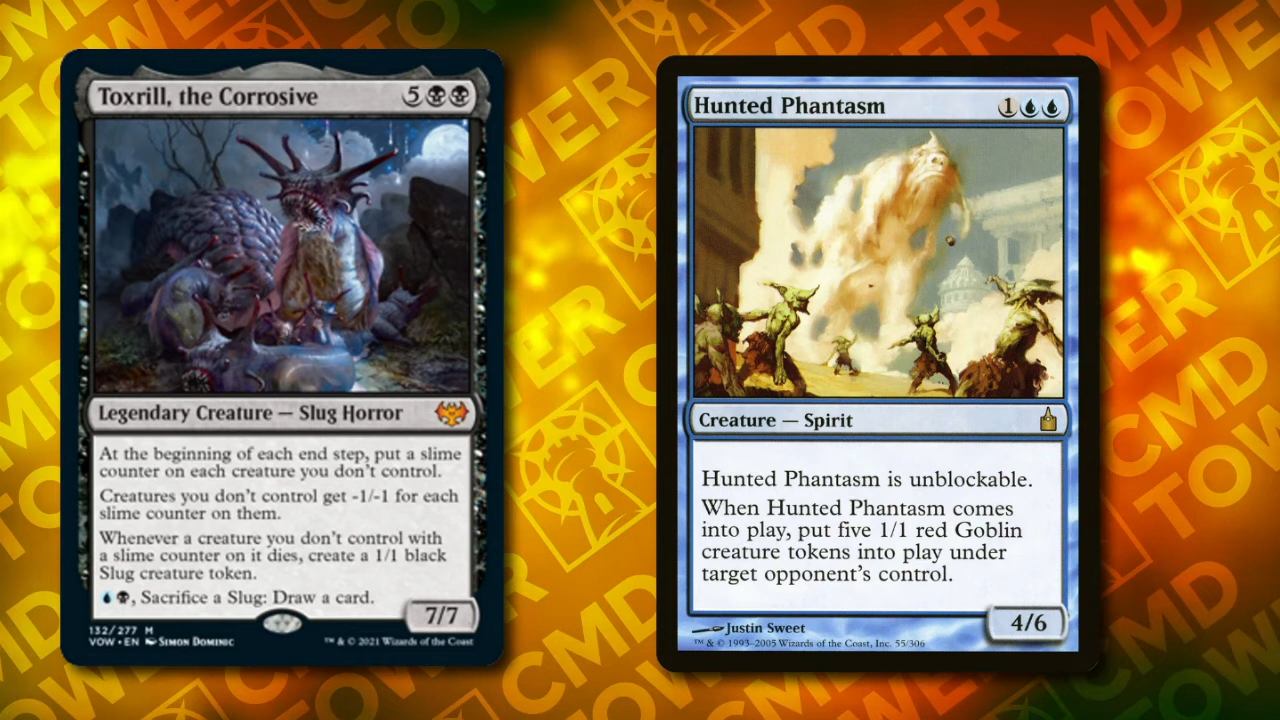 Toxrill, the Corrosive 5
Legendary Creature — Slug Horror
At the beginning of each end step, put a slime
counter on each creature you don't control.
Creatures you don't control get -1/-1 for each
slime counter on them.
Whenever a creature you don't control with
a slime counter on it dies, create a 1/1 black
Slug creature token.
, Sacrifice a Slug: Draw a card.
7/7
132/277 M
VOW • EN Simon Dominic ™ & © 2021 Wizards of the Coast
Hunted Phantasm 1
Creature — Spirit
Hunted Phantasm is unblockable.
When Hunted Phantasm comes
into play, put five 1/1 red Goblin
creature tokens into play under
target opponent's control.
4/6
Justin Sweet
™ & © 1993–2005 Wizards of the Coast, Inc. 55/306
CMD
TOWER